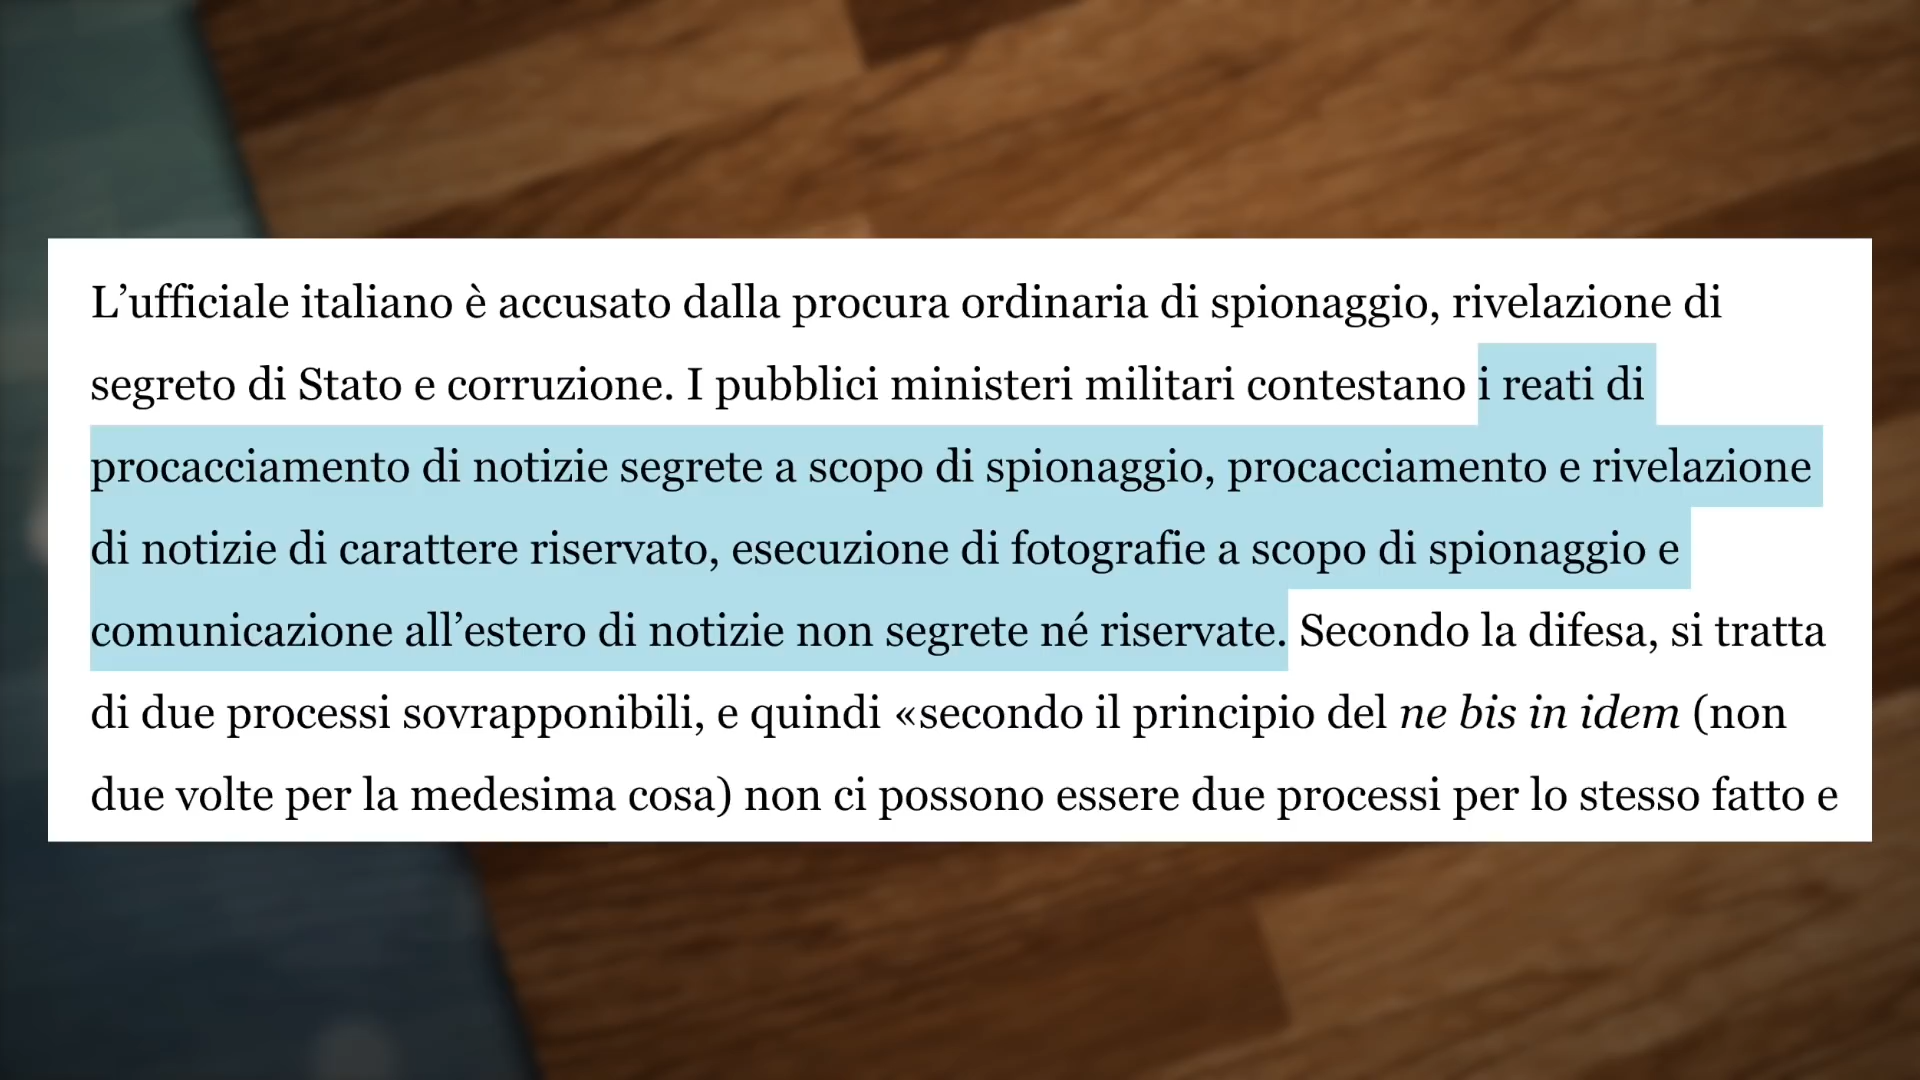 L’ufficiale italiano è accusato dalla procura ordinaria di spionaggio, rivelazione di
segreto di Stato e corruzione. I pubblici ministeri militari contestano i reati di
procacciamento di notizie segrete a scopo di spionaggio, procacciamento e rivelazione
di notizie di carattere riservato, esecuzione di fotografie a scopo di spionaggio e
comunicazione all’estero di notizie non segrete né riservate. Secondo la difesa, si tratta
di due processi sovrapponibili, e quindi «secondo il principio del ne bis in idem (non
due volte per la medesima cosa) non ci possono essere due processi per lo stesso fatto e